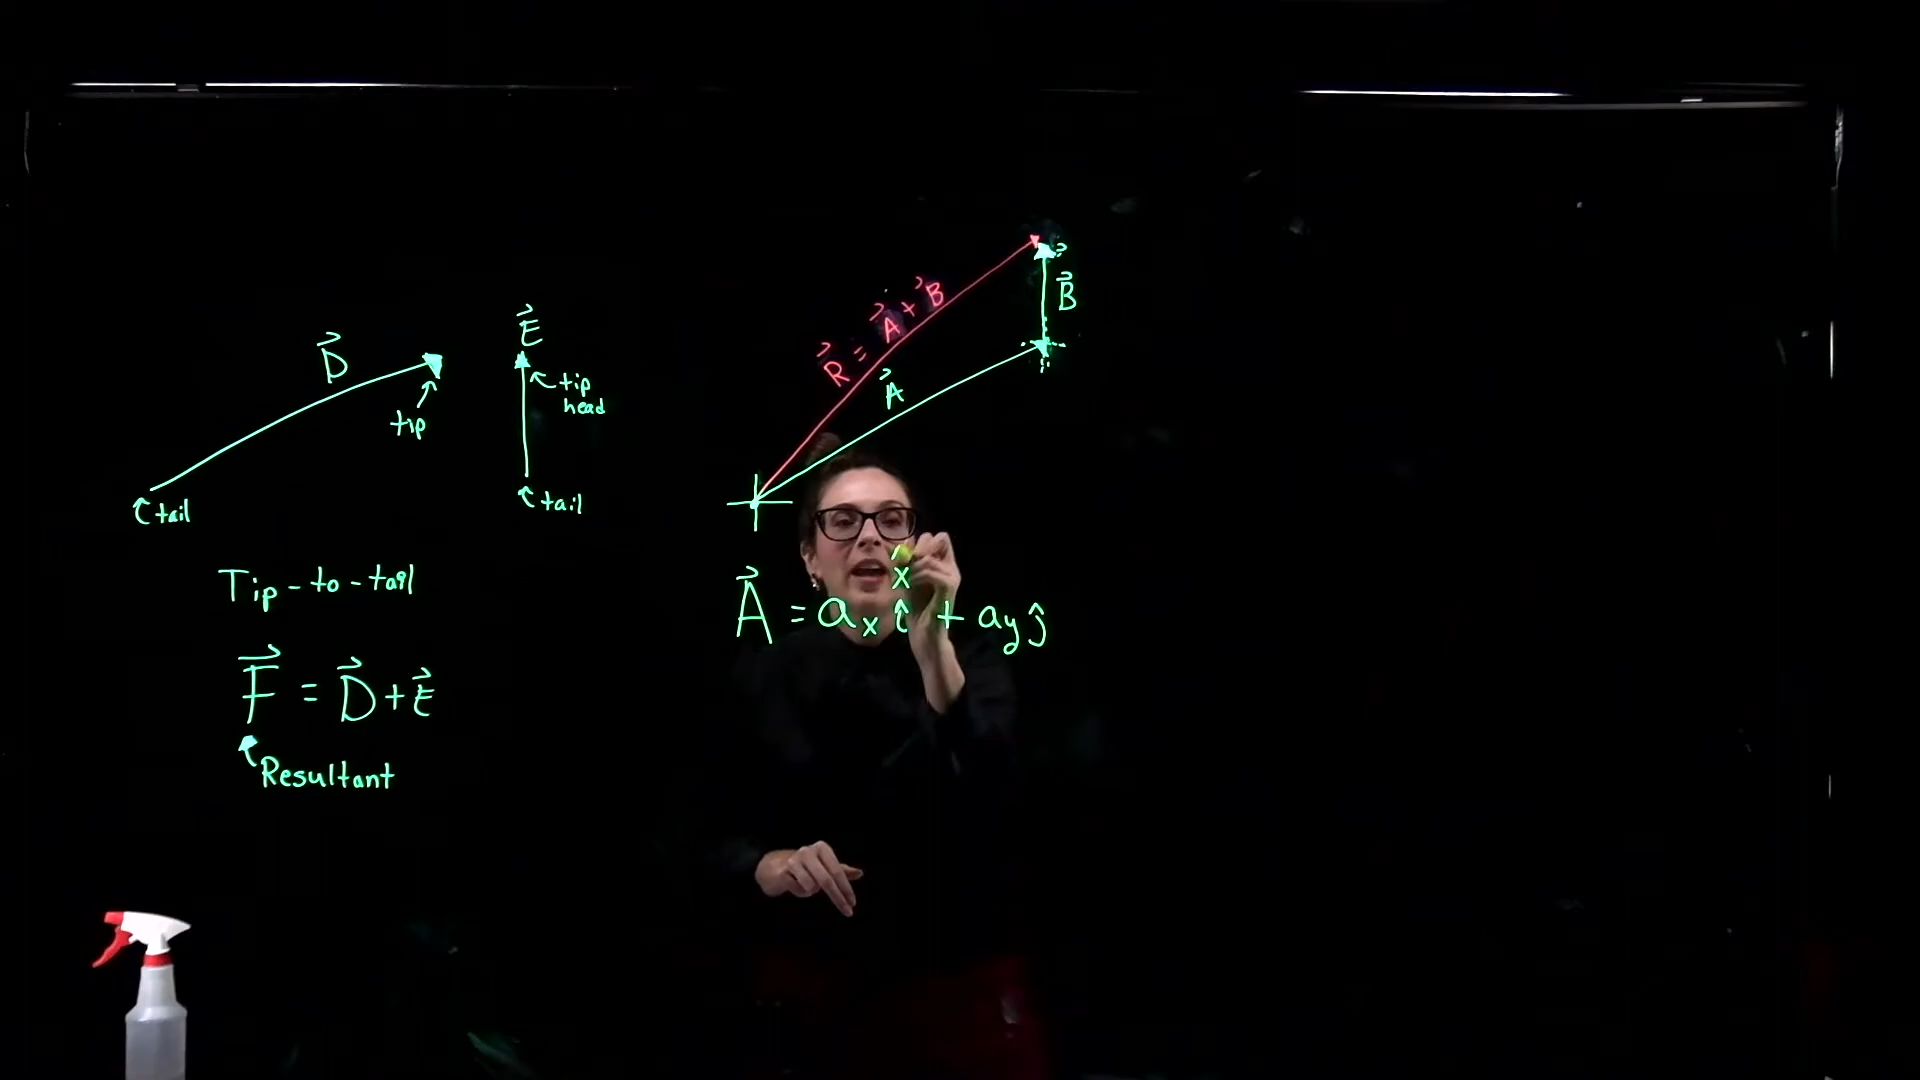 D⃗
tip
tail
E⃗
tip
head
tail
Tip-to-tail
F⃗ = D⃗ + E⃗
Resultant
R⃗ = A⃗ + B⃗
A⃗
B⃗
x̂
A⃗ = aₓ î + a_y ĵ